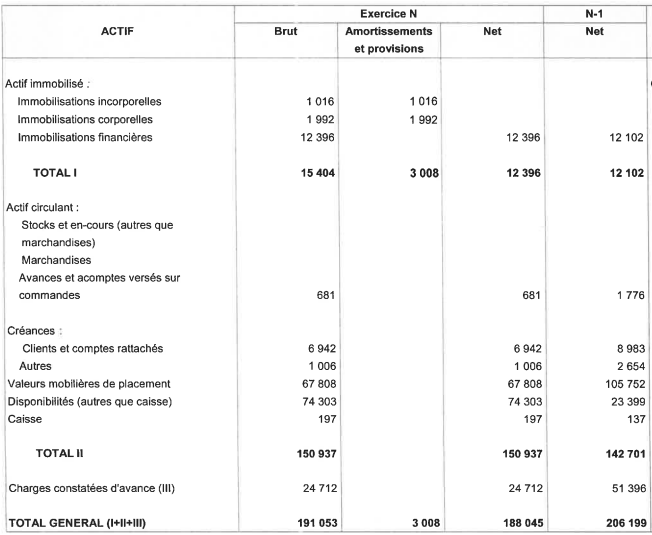 ACTIF Exercice N N-1
Brut Amortissements et provisions Net Net
Actif immobilisé :
Immobilisations incorporelles 1 016 1 016
Immobilisations corporelles 1 992 1 992
Immobilisations financières 12 396 12 396 12 102
TOTAL I 15 404 3 008 12 396 12 102
Actif circulant :
Stocks et en-cours (autres que
marchandises)
Marchandises
Avances et acomptes versés sur
commandes 681 681 1 776
Créances :
Clients et comptes rattachés 6 942 6 942 8 983
Autres 1 006 1 006 2 654
Valeurs mobilières de placement 67 808 67 808 105 752
Disponibilités (autres que caisse) 74 303 74 303 23 399
Caisse 197 197 137
TOTAL II 150 937 150 937 142 701
Charges constatées d'avance (III) 24 712 24 712 51 396
TOTAL GENERAL (I+II+III) 191 053 3 008 188 045 206 199